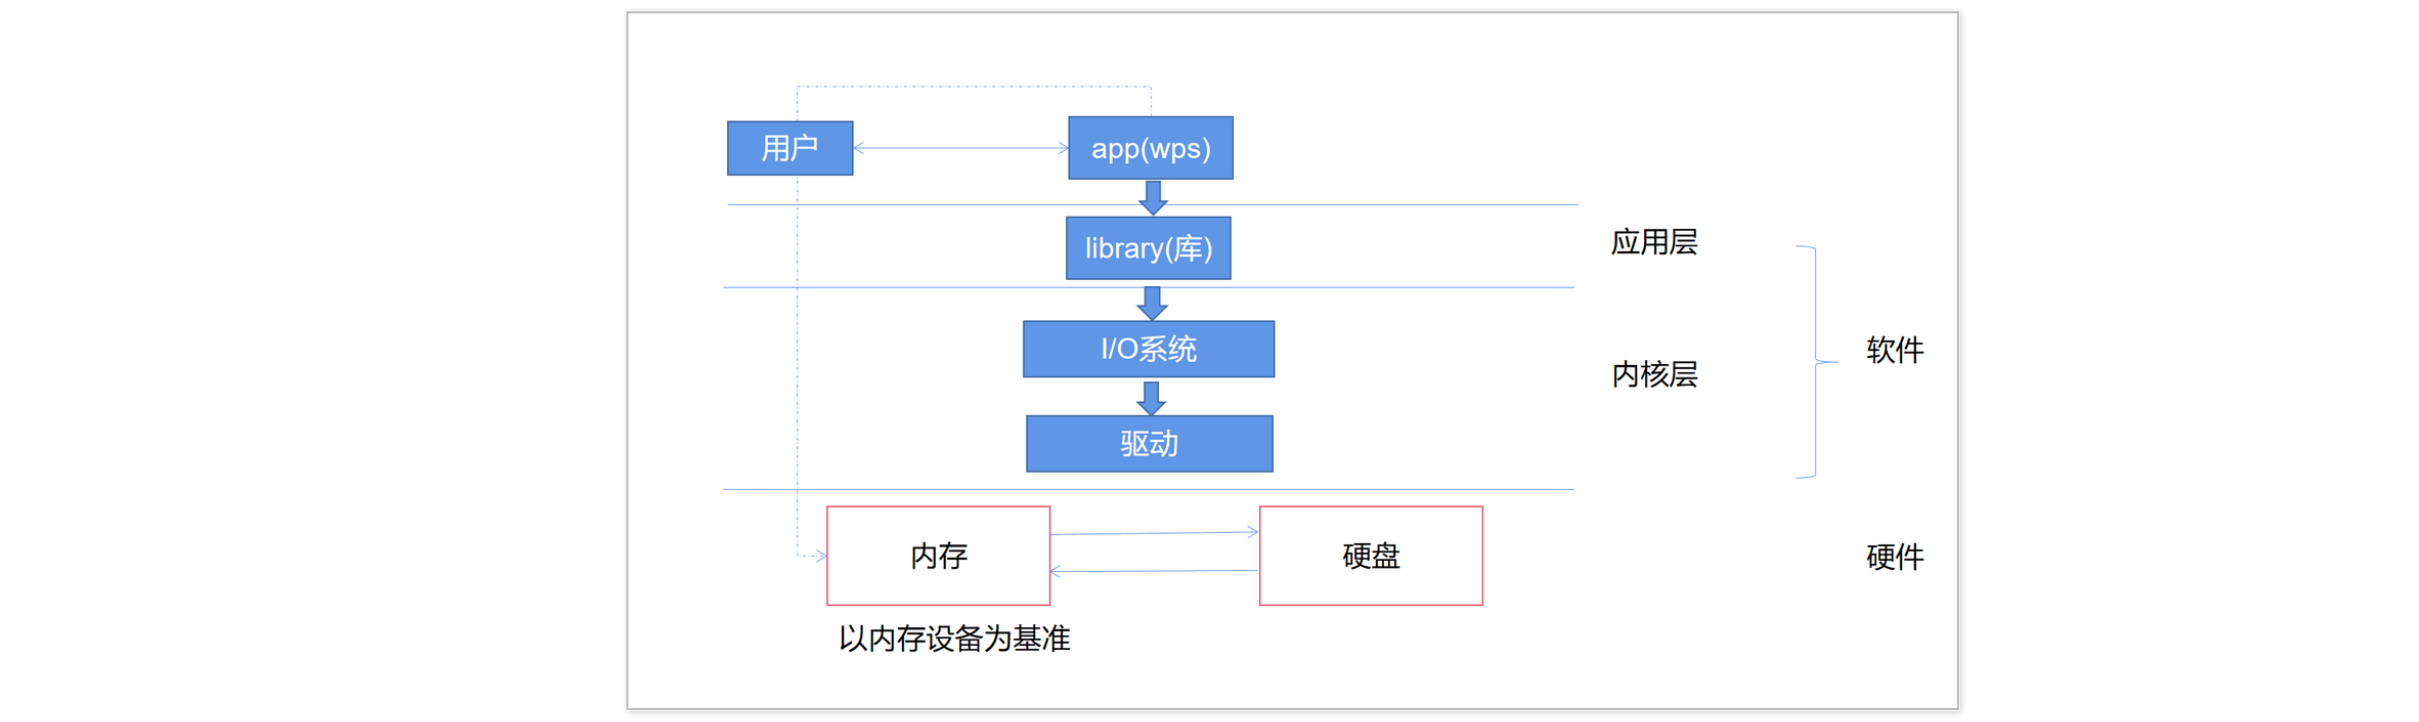 用户
app(wps)
library(库)
应用层
I/O系统
软件
内核层
驱动
内存
硬盘
硬件
以内存设备为基准